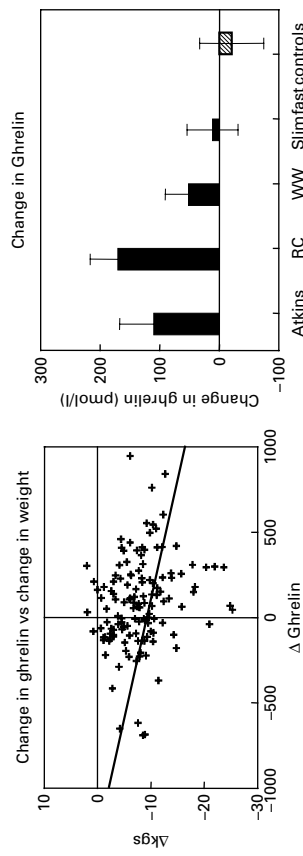 Change in ghrelin vs change in weight
Δkgs
10
0
−10
−20
−30
−1000
−500
0
500
1000
Δ Ghrelin
Change in Ghrelin
Change in ghrelin (pmol/l)
300
200
100
0
−100
Atkins
RC
WW
Slimfast
controls